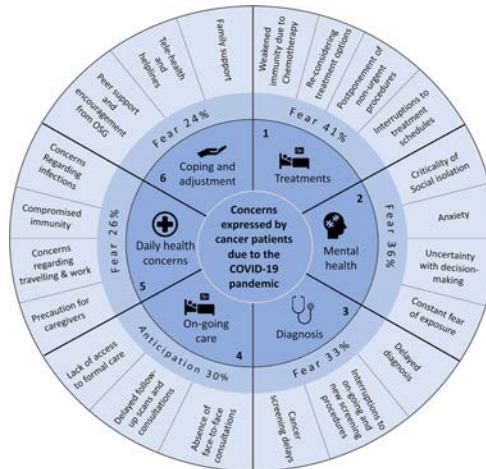 Concerns
expressed by
cancer patients
due to the
COVID-19
pandemic
1
Treatments
Fear 41%
Weakened
immunity due to
Chemotherapy
Re-considering
treatment options
Postponement of
non-urgent
procedures
Interruptions to
treatment
schedules
2
Mental
health
Fear 36%
Criticality of
Social isolation
Anxiety
Uncertainty
with decision-
making
Constant fear
of exposure
3
Diagnosis
Fear 33%
Delayed
diagnosis
Interruptions to
on-going and
new screening
procedures
Cancer
screening delays
4
On-going
care
Anticipation 30%
Absence of
face-to-face
consultations
Delayed follow-
up scans and
consultations
Lack of access
to formal care
5
Daily health
concerns
Fear 26%
Precaution for
caregivers
Concerns
regarding
travelling & work
Compromised
immunity
Concerns
Regarding
infections
6
Coping and
adjustment
Fear 24%
Peer support
and
encouragement
from OSG
Tele-health
and
helplines
Family support